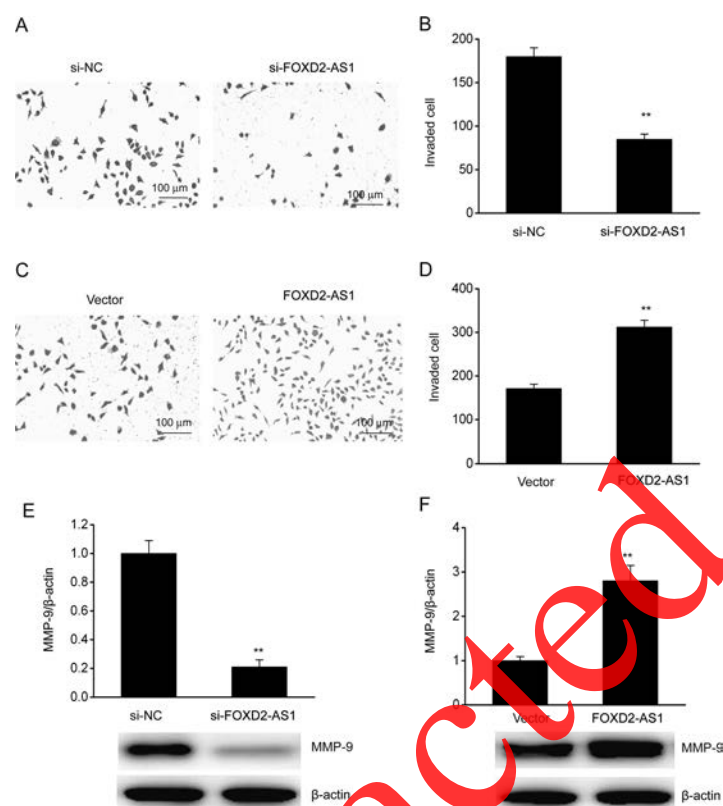 A
si-NC
si-FOXD2-AS1
100 μm
100 μm
B
Invaded cell
200
150
100
50
0
**
si-NC
si-FOXD2-AS1
C
Vector
FOXD2-AS1
100 μm
100 μm
D
Invaded cell
400
300
200
100
0
**
Vector
FOXD2-AS1
E
MMP-9/β-actin
1.2
1.0
0.8
0.6
0.4
0.2
0.0
**
si-NC
si-FOXD2-AS1
MMP-9
β-actin
F
MMP-9/β-actin
4
3
2
1
0
**
Vector
FOXD2-AS1
MMP-9
β-actin
cted